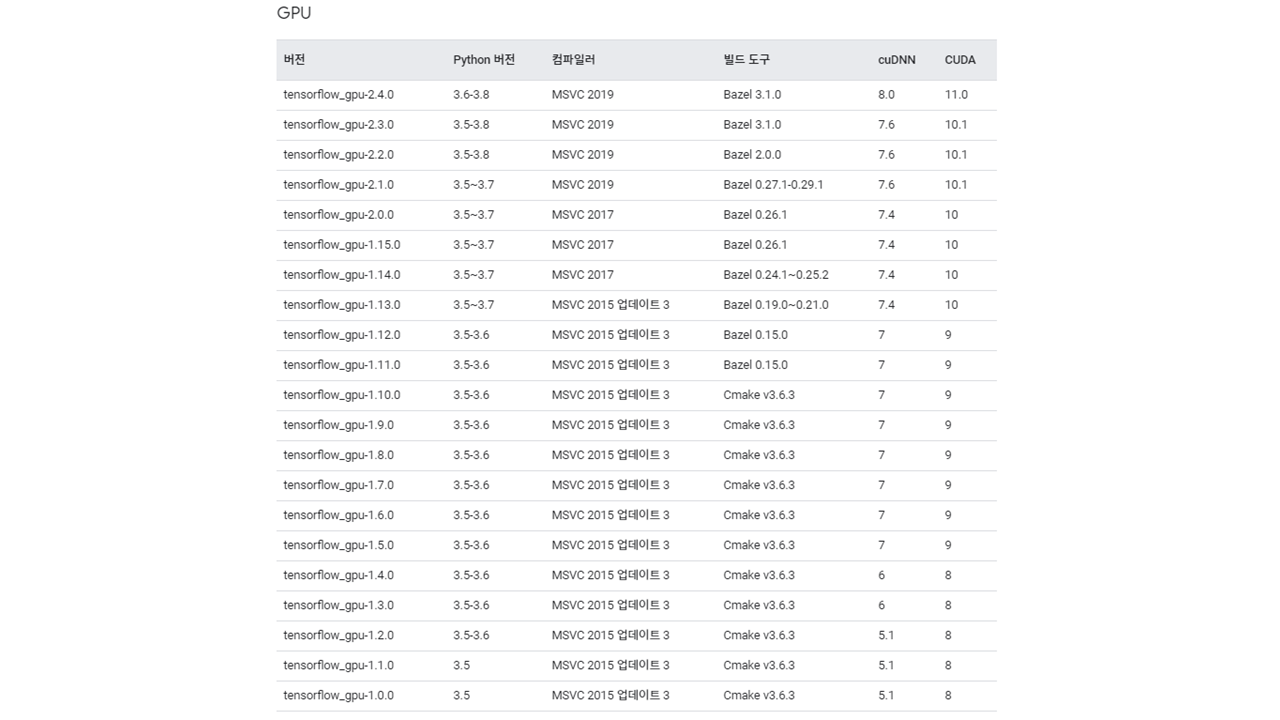 GPU
버전 Python 버전 컴파일러 빌드 도구 cuDNN CUDA
tensorflow_gpu-2.4.0 3.6-3.8 MSVC 2019 Bazel 3.1.0 8.0 11.0
tensorflow_gpu-2.3.0 3.5-3.8 MSVC 2019 Bazel 3.1.0 7.6 10.1
tensorflow_gpu-2.2.0 3.5-3.8 MSVC 2019 Bazel 2.0.0 7.6 10.1
tensorflow_gpu-2.1.0 3.5~3.7 MSVC 2019 Bazel 0.27.1-0.29.1 7.6 10.1
tensorflow_gpu-2.0.0 3.5~3.7 MSVC 2017 Bazel 0.26.1 7.4 10
tensorflow_gpu-1.15.0 3.5~3.7 MSVC 2017 Bazel 0.26.1 7.4 10
tensorflow_gpu-1.14.0 3.5~3.7 MSVC 2017 Bazel 0.24.1~0.25.2 7.4 10
tensorflow_gpu-1.13.0 3.5~3.7 MSVC 2015 업데이트 3 Bazel 0.19.0~0.21.0 7.4 10
tensorflow_gpu-1.12.0 3.5-3.6 MSVC 2015 업데이트 3 Bazel 0.15.0 7 9
tensorflow_gpu-1.11.0 3.5-3.6 MSVC 2015 업데이트 3 Bazel 0.15.0 7 9
tensorflow_gpu-1.10.0 3.5-3.6 MSVC 2015 업데이트 3 Cmake v3.6.3 7 9
tensorflow_gpu-1.9.0 3.5-3.6 MSVC 2015 업데이트 3 Cmake v3.6.3 7 9
tensorflow_gpu-1.8.0 3.5-3.6 MSVC 2015 업데이트 3 Cmake v3.6.3 7 9
tensorflow_gpu-1.7.0 3.5-3.6 MSVC 2015 업데이트 3 Cmake v3.6.3 7 9
tensorflow_gpu-1.6.0 3.5-3.6 MSVC 2015 업데이트 3 Cmake v3.6.3 7 9
tensorflow_gpu-1.5.0 3.5-3.6 MSVC 2015 업데이트 3 Cmake v3.6.3 7 9
tensorflow_gpu-1.4.0 3.5-3.6 MSVC 2015 업데이트 3 Cmake v3.6.3 6 8
tensorflow_gpu-1.3.0 3.5-3.6 MSVC 2015 업데이트 3 Cmake v3.6.3 6 8
tensorflow_gpu-1.2.0 3.5-3.6 MSVC 2015 업데이트 3 Cmake v3.6.3 5.1 8
tensorflow_gpu-1.1.0 3.5 MSVC 2015 업데이트 3 Cmake v3.6.3 5.1 8
tensorflow_gpu-1.0.0 3.5 MSVC 2015 업데이트 3 Cmake v3.6.3 5.1 8